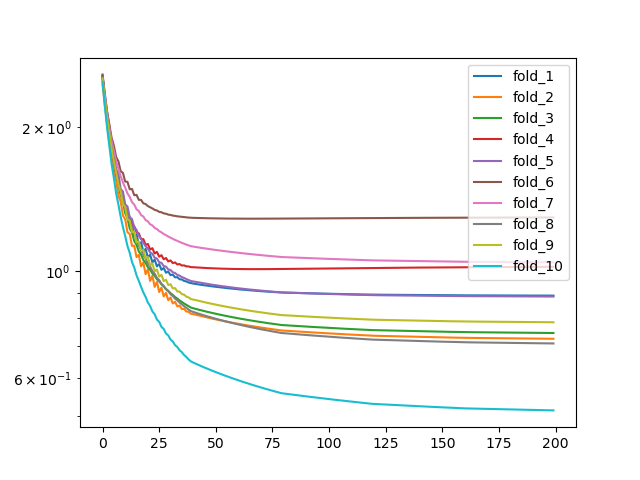 2 × 10⁰
10⁰
6 × 10⁻¹
0
25
50
75
100
125
150
175
200
fold_1
fold_2
fold_3
fold_4
fold_5
fold_6
fold_7
fold_8
fold_9
fold_10